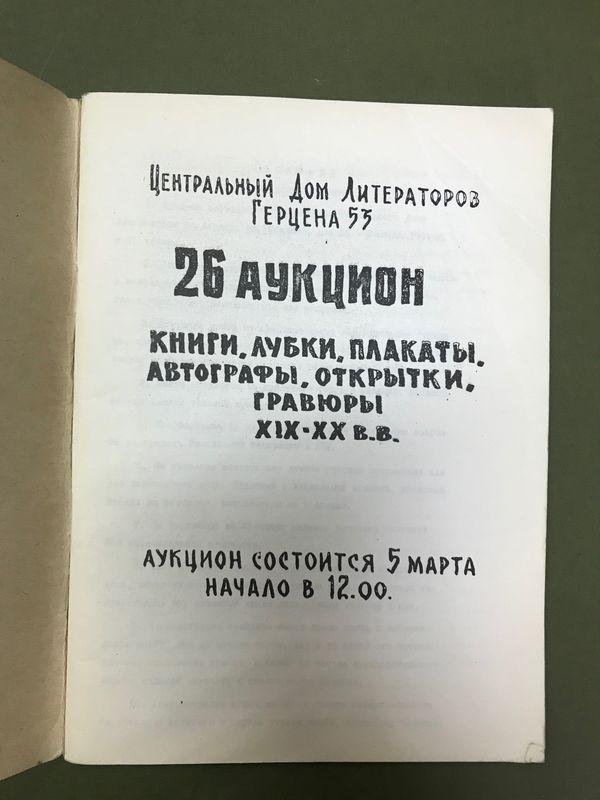 Центральный Дом Литераторов
Герцена 53
26 АУКЦИОН
КНИГИ, ЛУБКИ, ПЛАКАТЫ,
АВТОГРАФЫ, ОТКРЫТКИ,
ГРАВЮРЫ
XIX-XX В.В.
АУКЦИОН СОСТОИТСЯ 5 МАРТА
НАЧАЛО В 12.00.